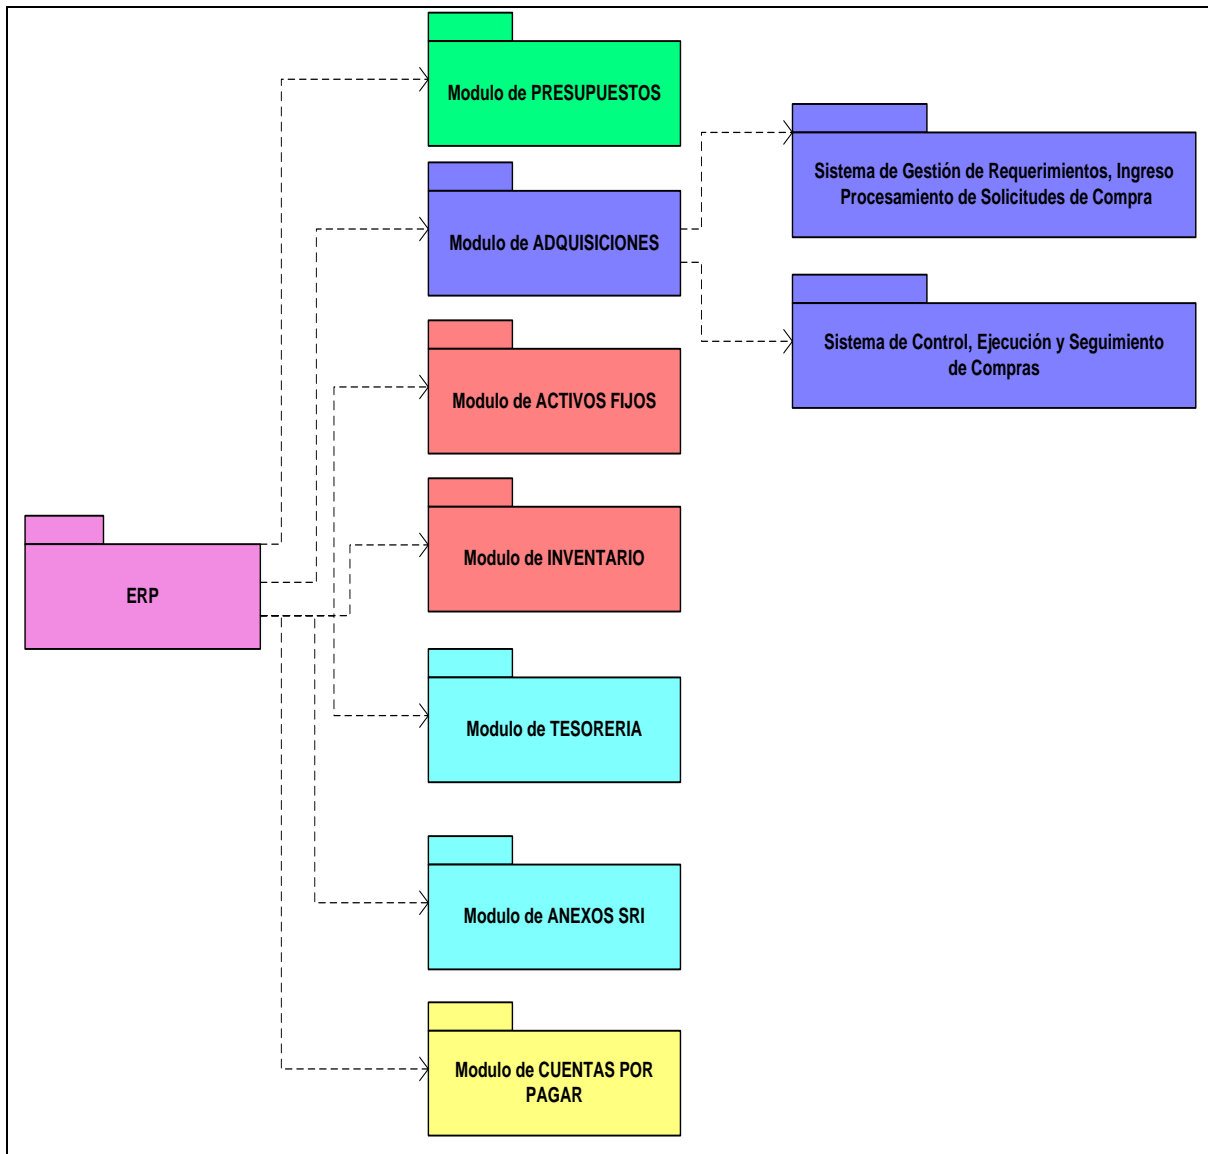 Modulo de PRESUPUESTOS
Sistema de Gestión de Requerimientos, Ingreso
Procesamiento de Solicitudes de Compra
Modulo de ADQUISICIONES
Sistema de Control, Ejecución y Seguimiento
de Compras
Modulo de ACTIVOS FIJOS
Modulo de INVENTARIO
ERP
Modulo de TESORERIA
Modulo de ANEXOS SRI
Modulo de CUENTAS POR
PAGAR